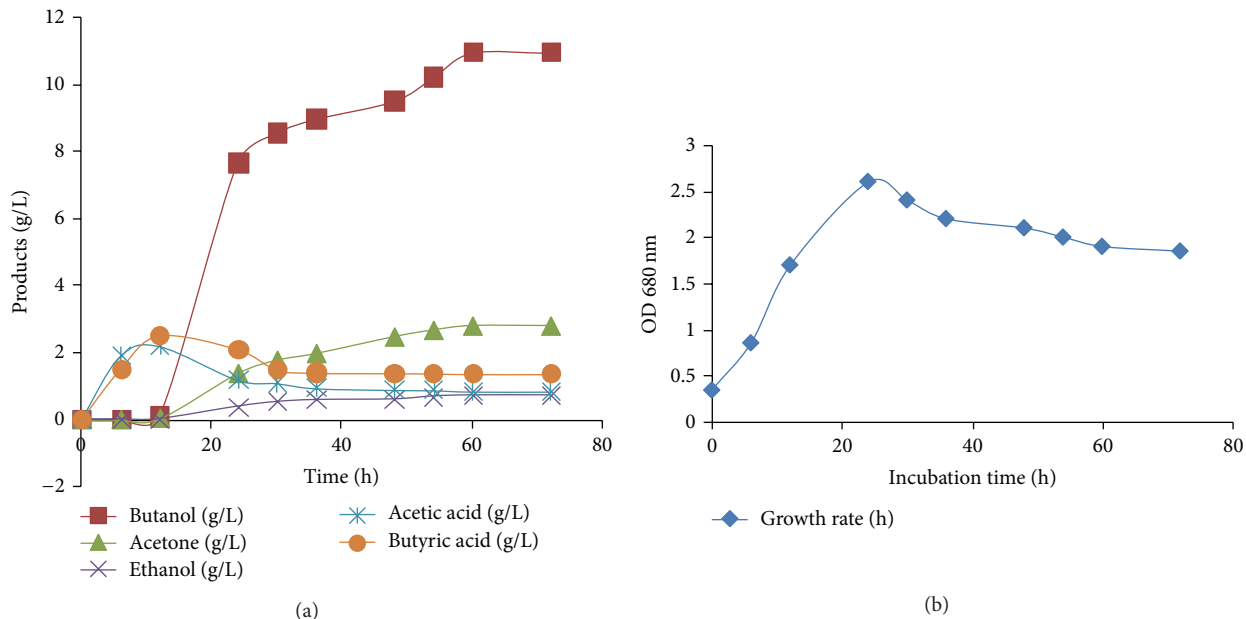 12
10
8
6
4
2
0
−2
Products (g/L)
0 20 40 60 80
Time (h)
Butanol (g/L)
Acetone (g/L)
Ethanol (g/L)
Acetic acid (g/L)
Butyric acid (g/L)
(a)
3
2.5
2
1.5
1
0.5
0
OD 680 nm
0 20 40 60 80
Incubation time (h)
Growth rate (h)
(b)